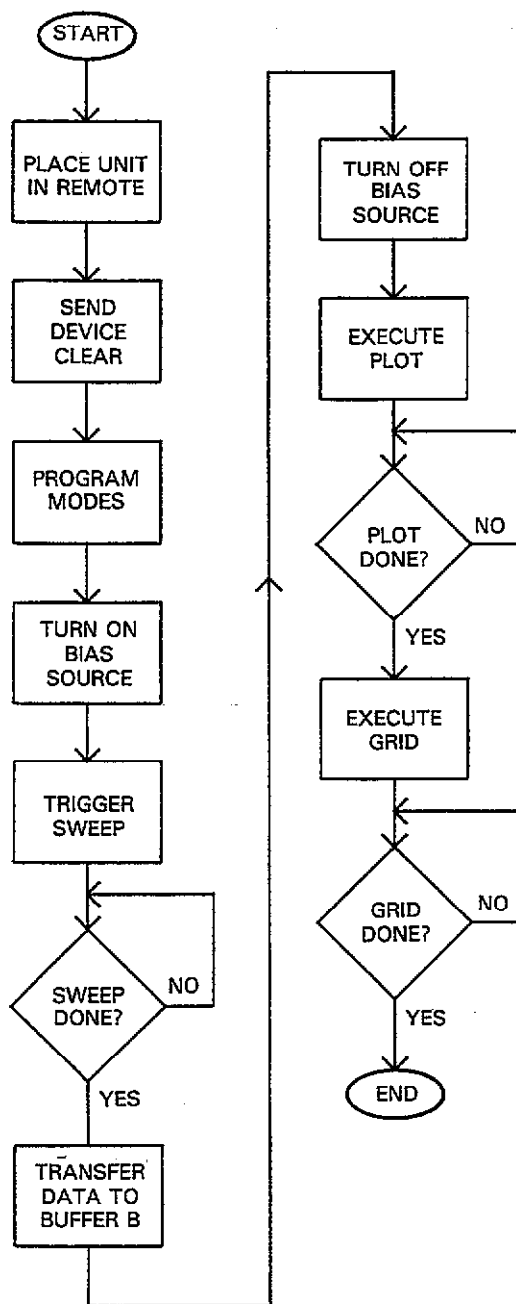 START
PLACE UNIT
IN REMOTE
SEND
DEVICE
CLEAR
PROGRAM
MODES
TURN ON
BIAS
SOURCE
TRIGGER
SWEEP
SWEEP
DONE?
NO
YES
TRANSFER
DATA TO
BUFFER B
TURN OFF
BIAS
SOURCE
EXECUTE
PLOT
PLOT
DONE?
NO
YES
EXECUTE
GRID
GRID
DONE?
NO
YES
END